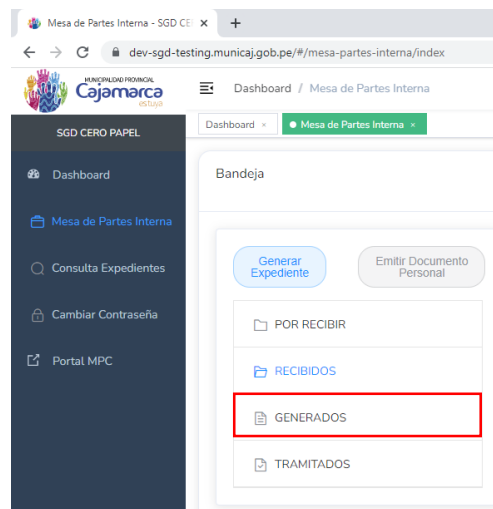 Mesa de Partes Interna - SGD CE
dev-sgd-testing.municaj.gob.pe/#/mesa-partes-interna/index
MUNICIPALIDAD PROVINCIAL
Cajamarca
es tuya
Dashboard / Mesa de Partes Interna
Dashboard
Mesa de Partes Interna
SGD CERO PAPEL
Dashboard
Mesa de Partes Interna
Consulta Expedientes
Cambiar Contraseña
Portal MPC
Bandeja
Generar
Expediente
Emitir Documento
Personal
POR RECIBIR
RECIBIDOS
GENERADOS
TRAMITADOS